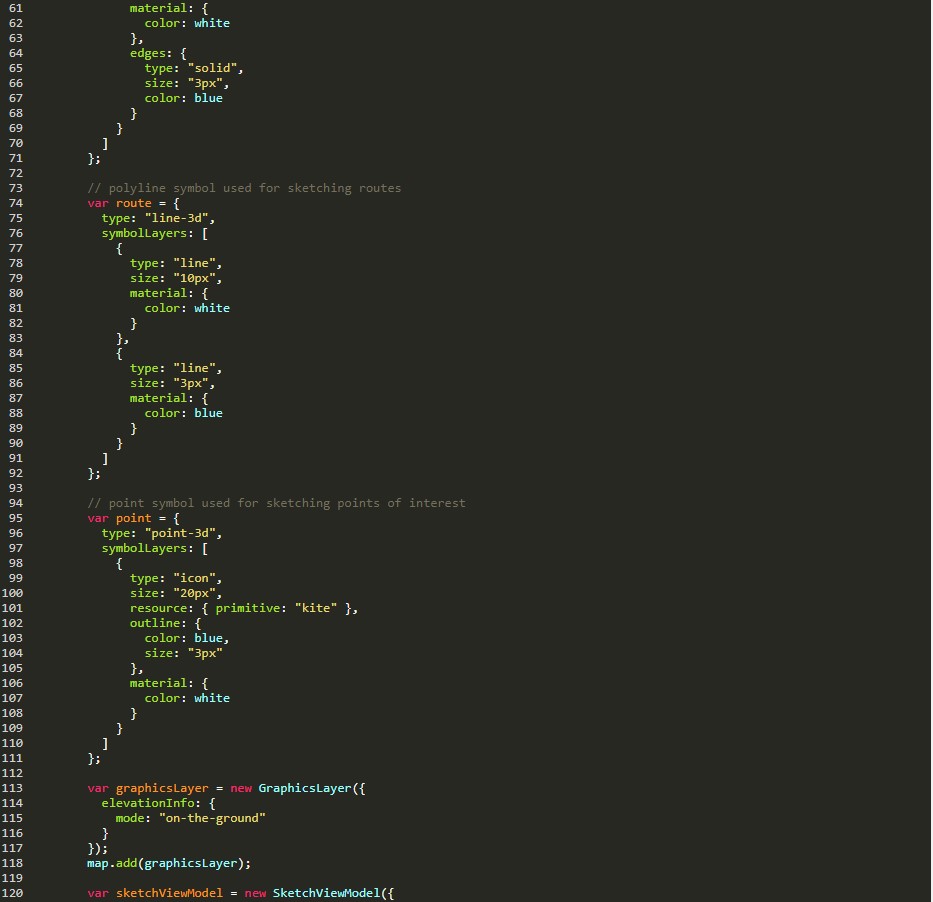 61 material: {
62 color: white
63 },
64 edges: {
65 type: "solid",
66 size: "3px",
67 color: blue
68 }
69 }
70 ]
71 };
72
73 // polyline symbol used for sketching routes
74 var route = {
75 type: "line-3d",
76 symbolLayers: [
77 {
78 type: "line",
79 size: "10px",
80 material: {
81 color: white
82 }
83 },
84 {
85 type: "line",
86 size: "3px",
87 material: {
88 color: blue
89 }
90 }
91 ]
92 };
93
94 // point symbol used for sketching points of interest
95 var point = {
96 type: "point-3d",
97 symbolLayers: [
98 {
99 type: "icon",
100 size: "20px",
101 resource: { primitive: "kite" },
102 outline: {
103 color: blue,
104 size: "3px"
105 },
106 material: {
107 color: white
108 }
109 }
110 ]
111 };
112
113 var graphicsLayer = new GraphicsLayer({
114 elevationInfo: {
115 mode: "on-the-ground"
116 }
117 });
118 map.add(graphicsLayer);
119
120 var sketchViewModel = new SketchViewModel({